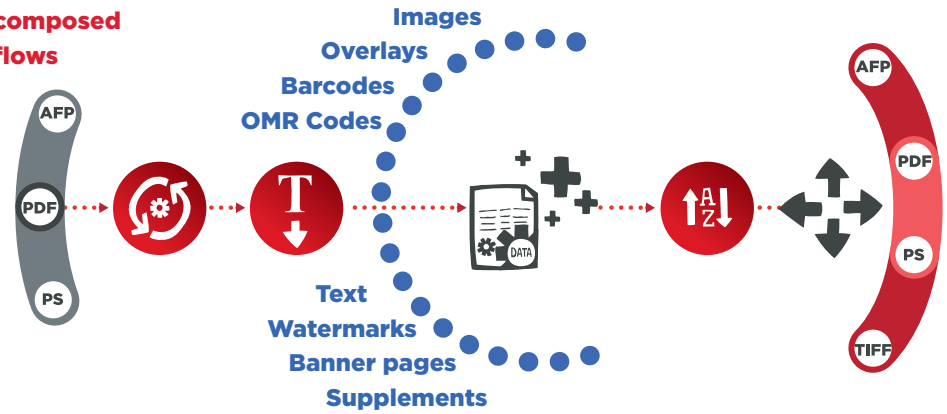 composed
flows
AFP
PDF
PS
T
Images
Overlays
Barcodes
OMR Codes
Text
Watermarks
Banner pages
Supplements
DATA
A
Z
AFP
PDF
PS
TIFF